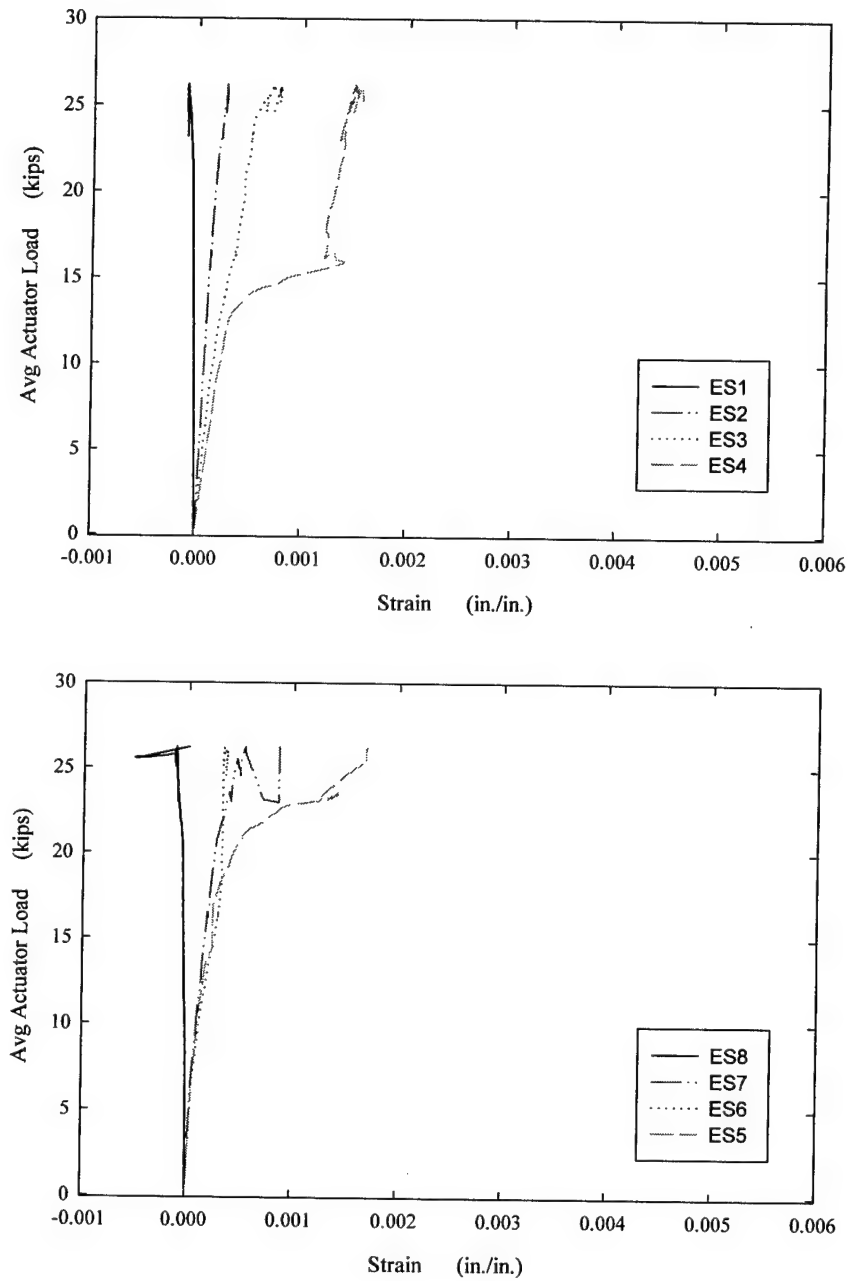 30
25
20
15
10
5
0
Avg Actuator Load (kips)
ES1
ES2
ES3
ES4
-0.001 0.000 0.001 0.002 0.003 0.004 0.005 0.006
Strain (in./in.)
30
25
20
15
10
5
0
Avg Actuator Load (kips)
ES8
ES7
ES6
ES5
-0.001 0.000 0.001 0.002 0.003 0.004 0.005 0.006
Strain (in./in.)